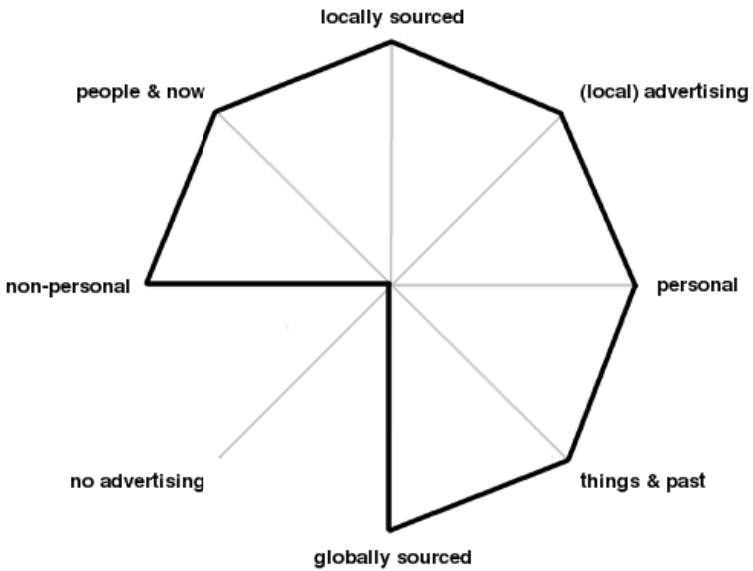 locally sourced
people & now
(local) advertising
non-personal
personal
no advertising
things & past
globally sourced